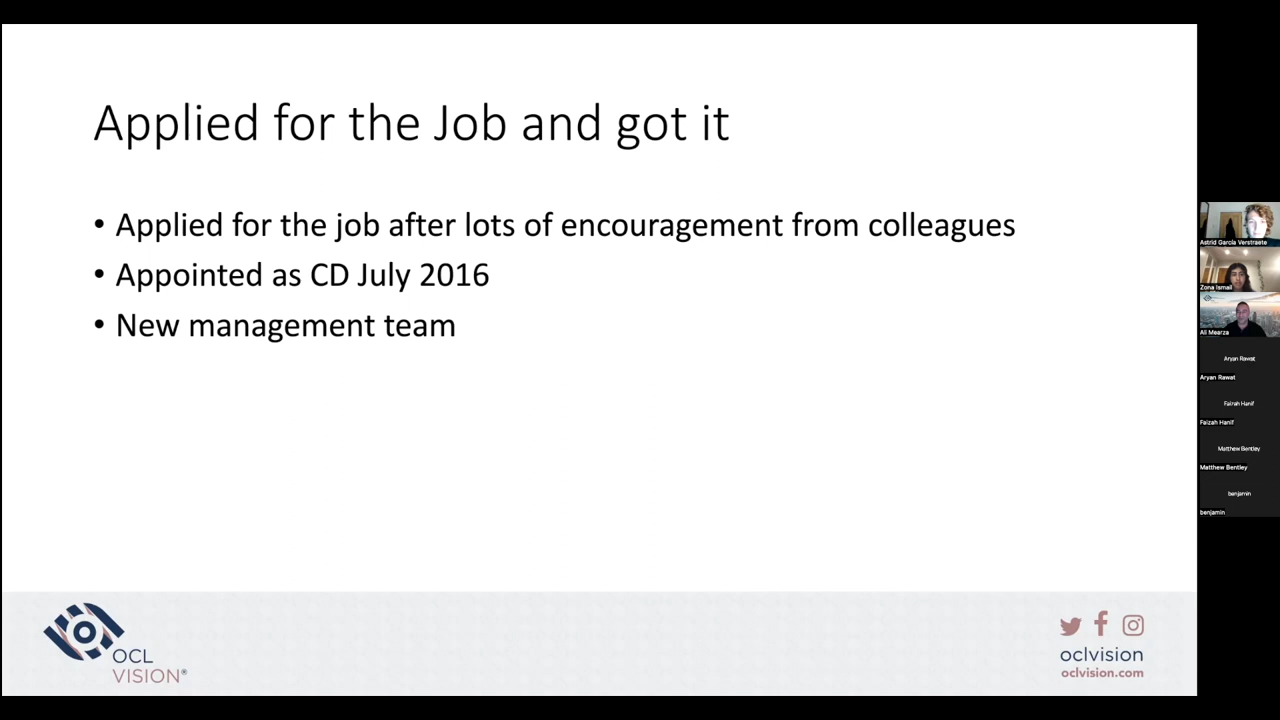 Applied for the Job and got it
• Applied for the job after lots of encouragement from colleagues
• Appointed as CD July 2016
• New management team
OCL
VISION®
oclvision
oclvision.com
Astrid García Verstraete
Zona Ismail
Ali Mearza
Aryan Rawat
Aryan Rawat
Faizah Hanif
Faizah Hanif
Matthew Bentley
Matthew Bentley
benjamin
benjamin